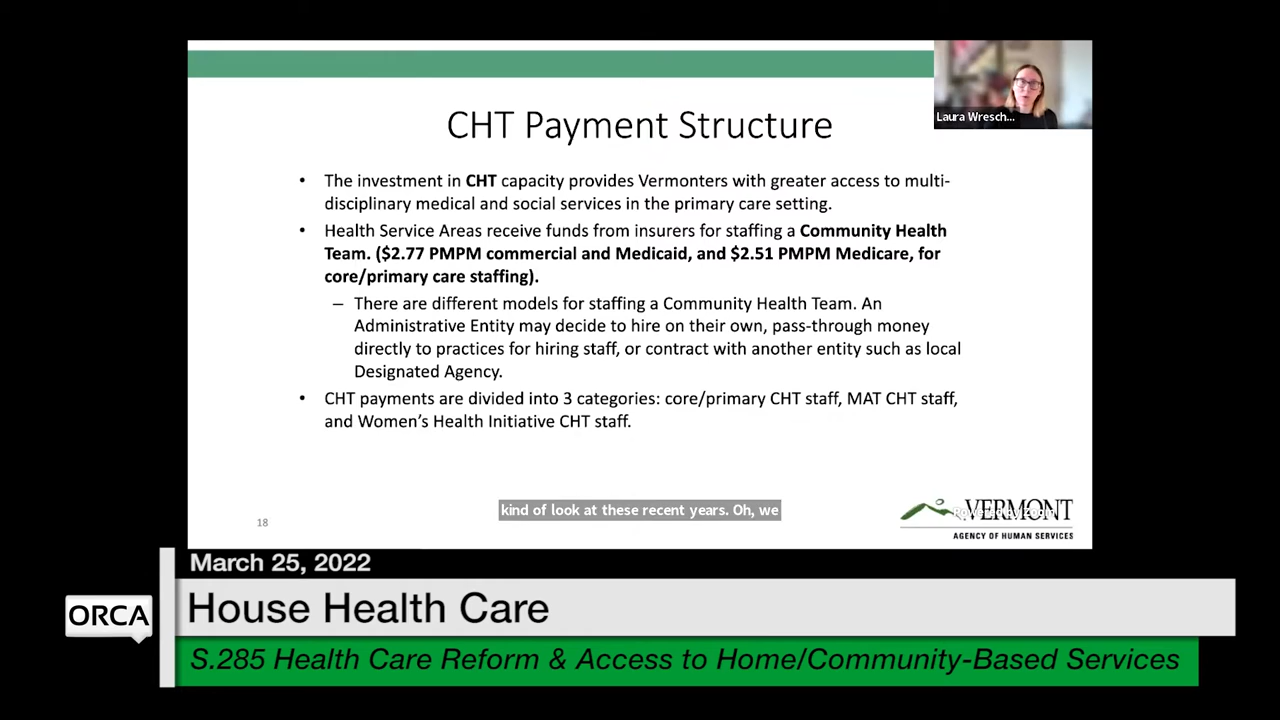 Laura Wresch...
CHT Payment Structure
• The investment in CHT capacity provides Vermonters with greater access to multi-
disciplinary medical and social services in the primary care setting.
• Health Service Areas receive funds from insurers for staffing a Community Health
Team. ($2.77 PMPM commercial and Medicaid, and $2.51 PMPM Medicare, for
core/primary care staffing).
– There are different models for staffing a Community Health Team. An
Administrative Entity may decide to hire on their own, pass-through money
directly to practices for hiring staff, or contract with another entity such as local
Designated Agency.
• CHT payments are divided into 3 categories: core/primary CHT staff, MAT CHT staff,
and Women's Health Initiative CHT staff.
kind of look at these recent years. Oh, we
18
VERMONT
Powered by Zoom
AGENCY OF HUMAN SERVICES
March 25, 2022
ORCA
House Health Care
S.285 Health Care Reform & Access to Home/Community-Based Services